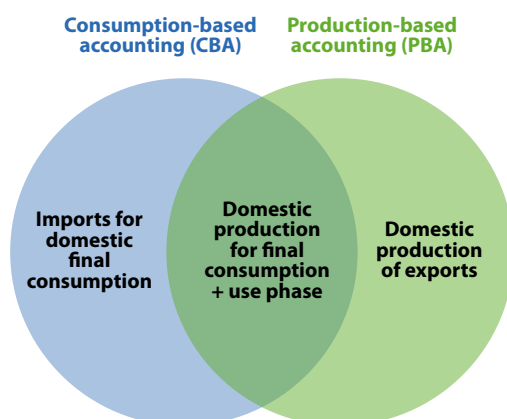 Consumption-based
accounting (CBA)
Production-based
accounting (PBA)
Imports for
domestic
final
consumption
Domestic
production
for final
consumption
+ use phase
Domestic
production
of exports